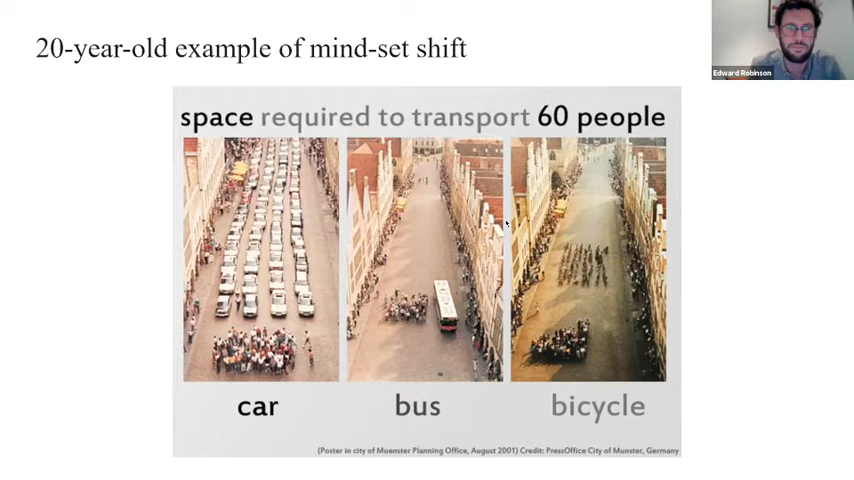 20-year-old example of mind-set shift
Edward Robinson
space required to transport 60 people
car
bus
bicycle
(Poster in city of Muenster Planning Office, August 2001) Credit: PressOffice City of Munster, Germany